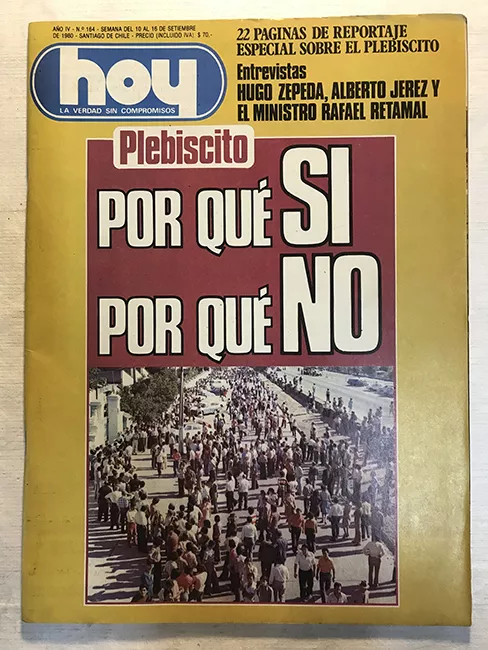 AÑO IV - N.º 164 - SEMANA DEL 10 AL 16 DE SETIEMBRE
DE 1980 - SANTIAGO DE CHILE - PRECIO (INCLUIDO IVA) $ 70.-
hoy
LA VERDAD SIN COMPROMISOS
22 PAGINAS DE REPORTAJE
ESPECIAL SOBRE EL PLEBISCITO
Entrevistas
HUGO ZEPEDA, ALBERTO JEREZ Y
EL MINISTRO RAFAEL RETAMAL
Plebiscito
POR QUÉ SI
POR QUÉ NO